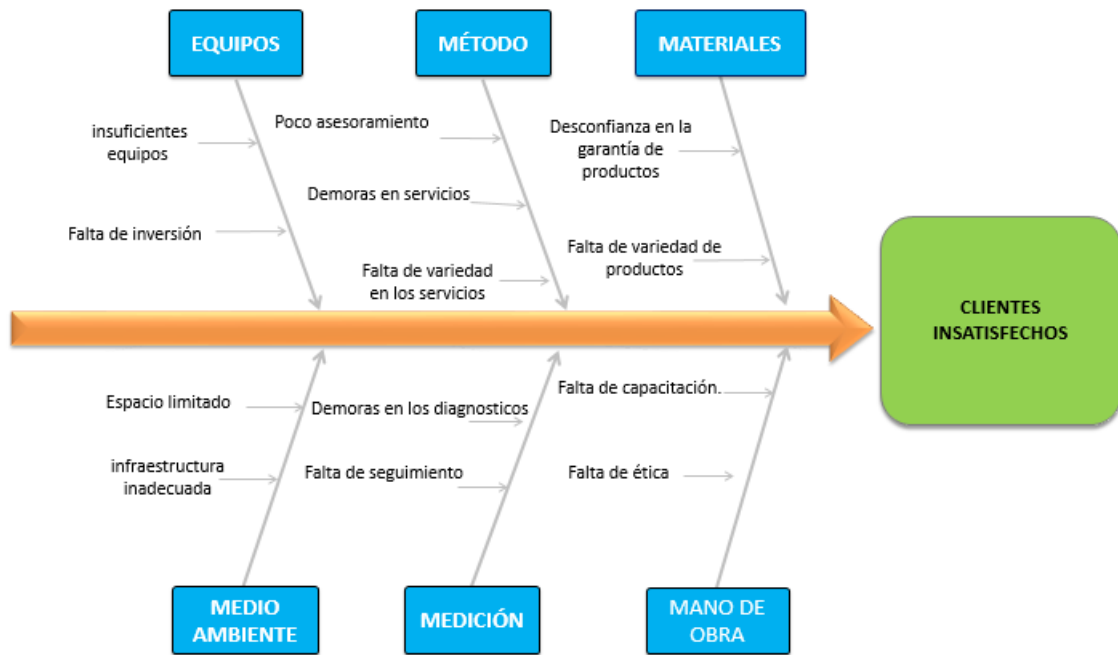 EQUIPOS
MÉTODO
MATERIALES
insuficientes
equipos
Falta de inversión
Poco asesoramiento
Demoras en servicios
Falta de variedad
en los servicios
Desconfianza en la
garantía de
productos
Falta de variedad de
productos
CLIENTES
INSATISFECHOS
Espacio limitado
infraestructura
inadecuada
Demoras en los diagnosticos
Falta de seguimiento
Falta de capacitación.
Falta de ética
MEDIO
AMBIENTE
MEDICIÓN
MANO DE
OBRA